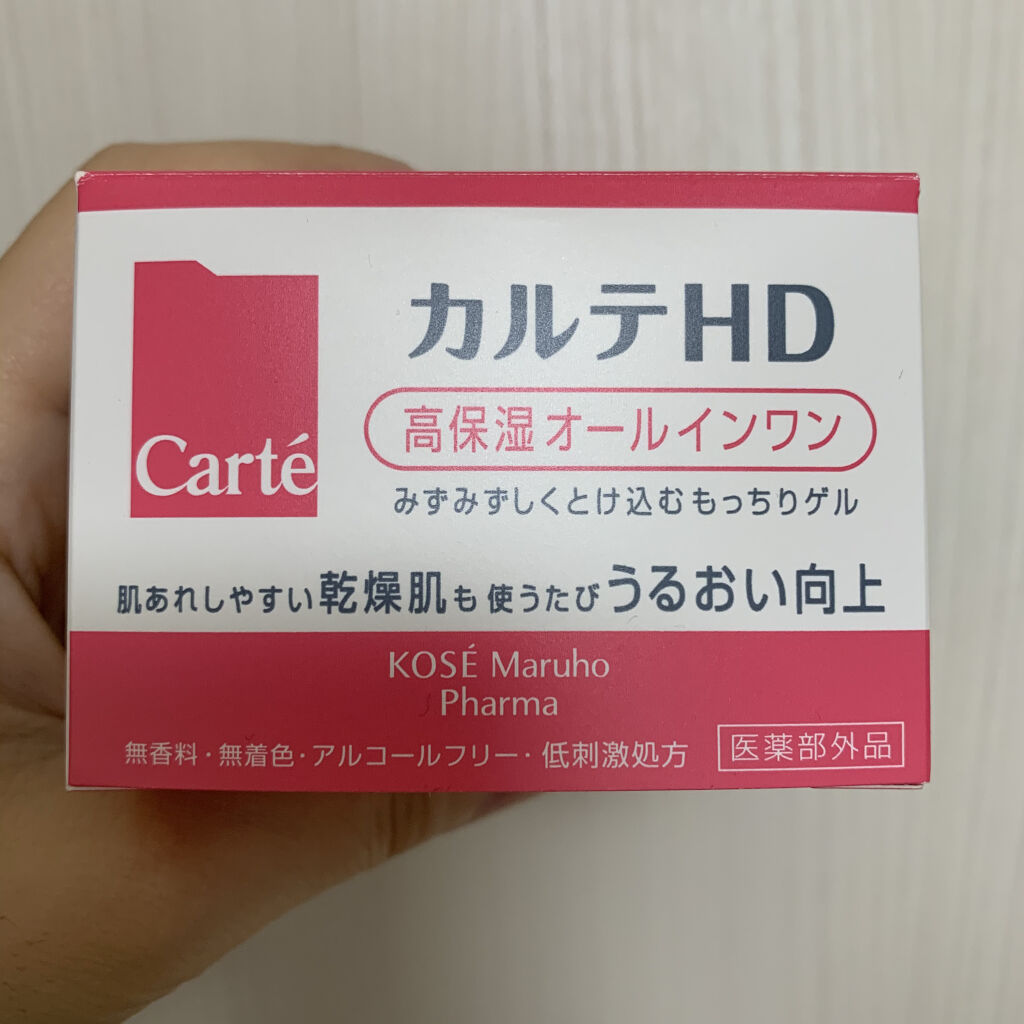 カルテHD
Carté
高保湿オールインワン
みずみずしくとけ込むもっちりゲル
肌あれしやすい乾燥肌も使うたびうるおい向上
KOSÉ Maruho
Pharma
無香料・無着色・アルコールフリー・低刺激処方
医薬部外品